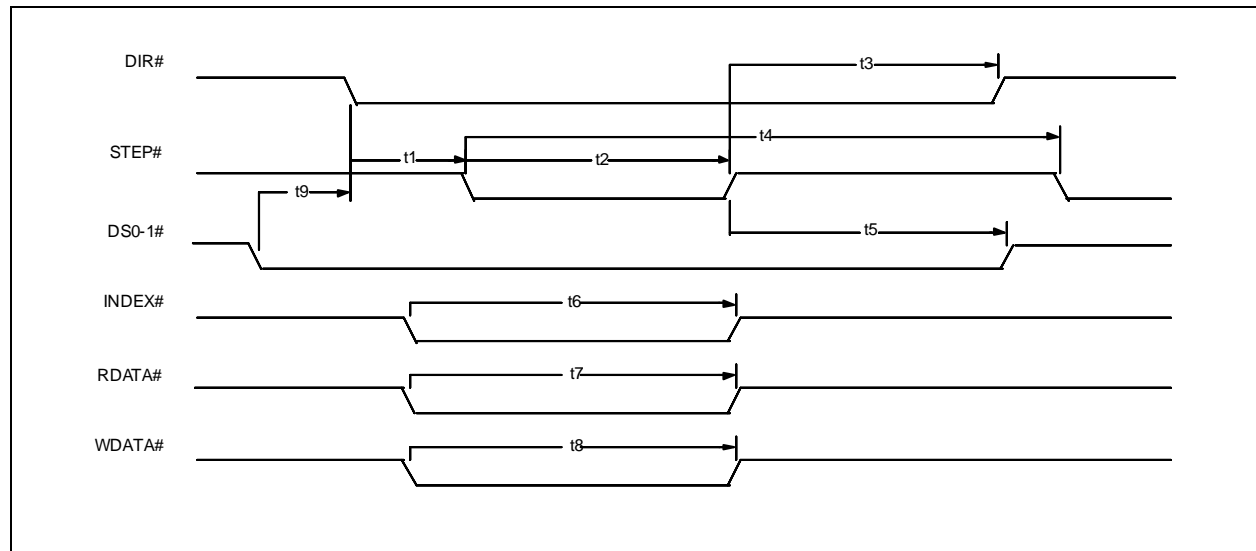 DIR#
t3
t4
STEP#
t1
t2
t9
DS0-1#
t5
INDEX#
t6
RDATA#
t7
WDATA#
t8